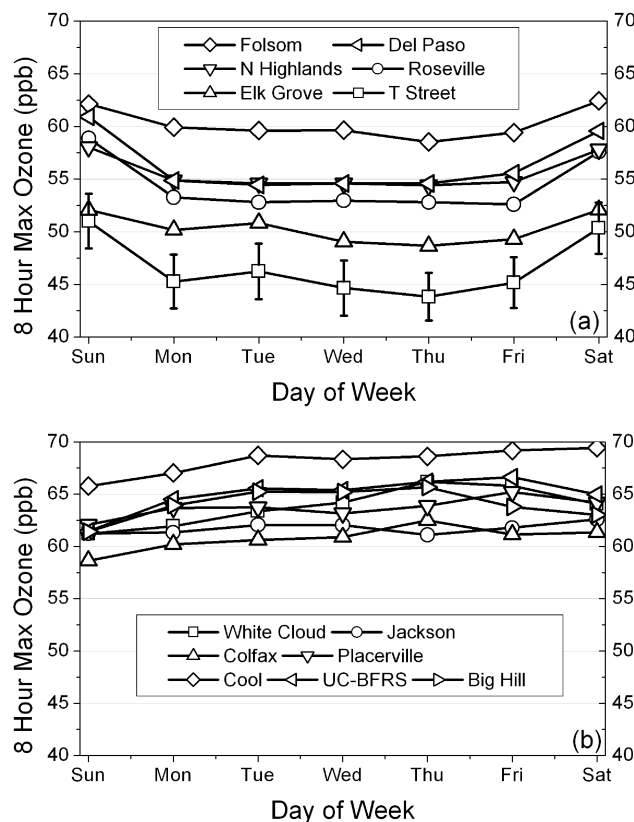 70 70
Folsom Del Paso
N Highlands Roseville
Elk Grove T Street
65 65
60 60
55 55
50 50
45 45
40 40
8 Hour Max Ozone (ppb)
(a)
Sun Mon Tue Wed Thu Fri Sat
Day of Week
70 70
65 65
60 60
55 55
50 50
45 45
40 40
8 Hour Max Ozone (ppb)
White Cloud Jackson
Colfax Placerville
Cool UC-BFRS Big Hill
(b)
Sun Mon Tue Wed Thu Fri Sat
Day of Week